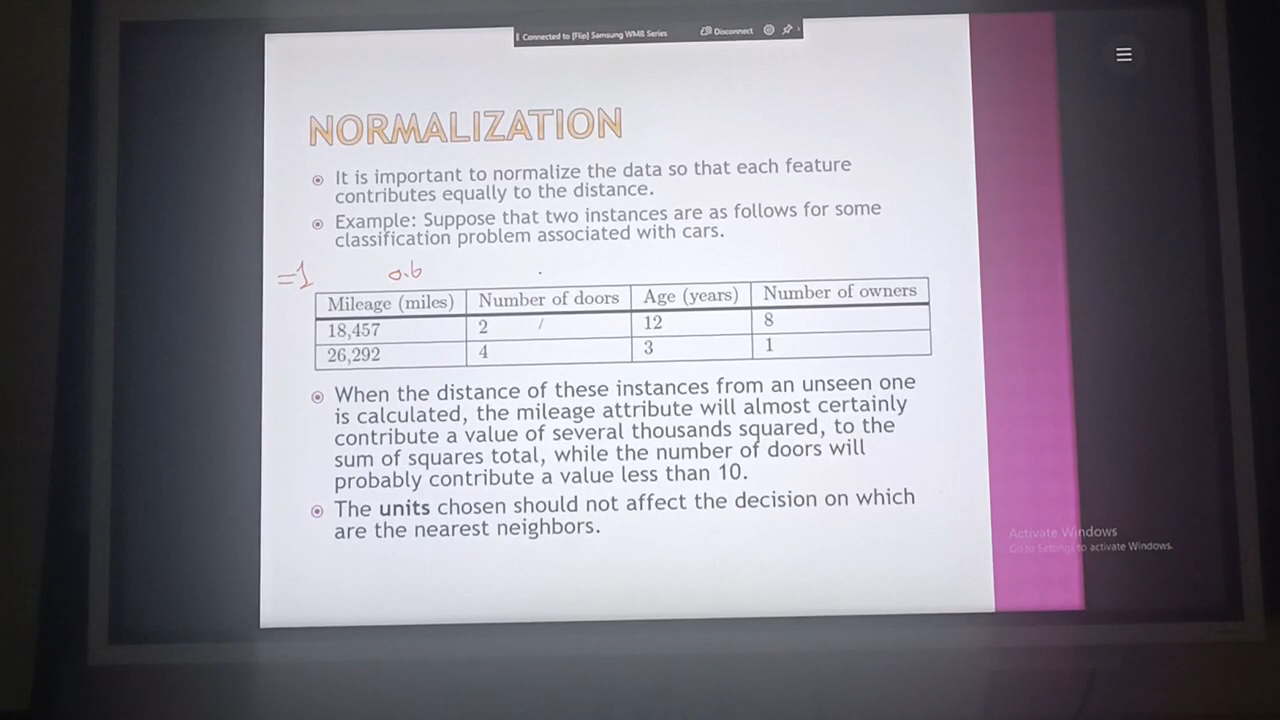 Connected to [Flip] Samsung WMB Series Disconnect
NORMALIZATION
It is important to normalize the data so that each feature
contributes equally to the distance.
Example: Suppose that two instances are as follows for some
classification problem associated with cars.
=1 0.6
Mileage (miles) Number of doors Age (years) Number of owners
18,457 2 12 8
26,292 4 3 1
When the distance of these instances from an unseen one
is calculated, the mileage attribute will almost certainly
contribute a value of several thousands squared, to the
sum of squares total, while the number of doors will
probably contribute a value less than 10.
The units chosen should not affect the decision on which
are the nearest neighbors.
Activate Windows
Go to Settings to activate Windows.